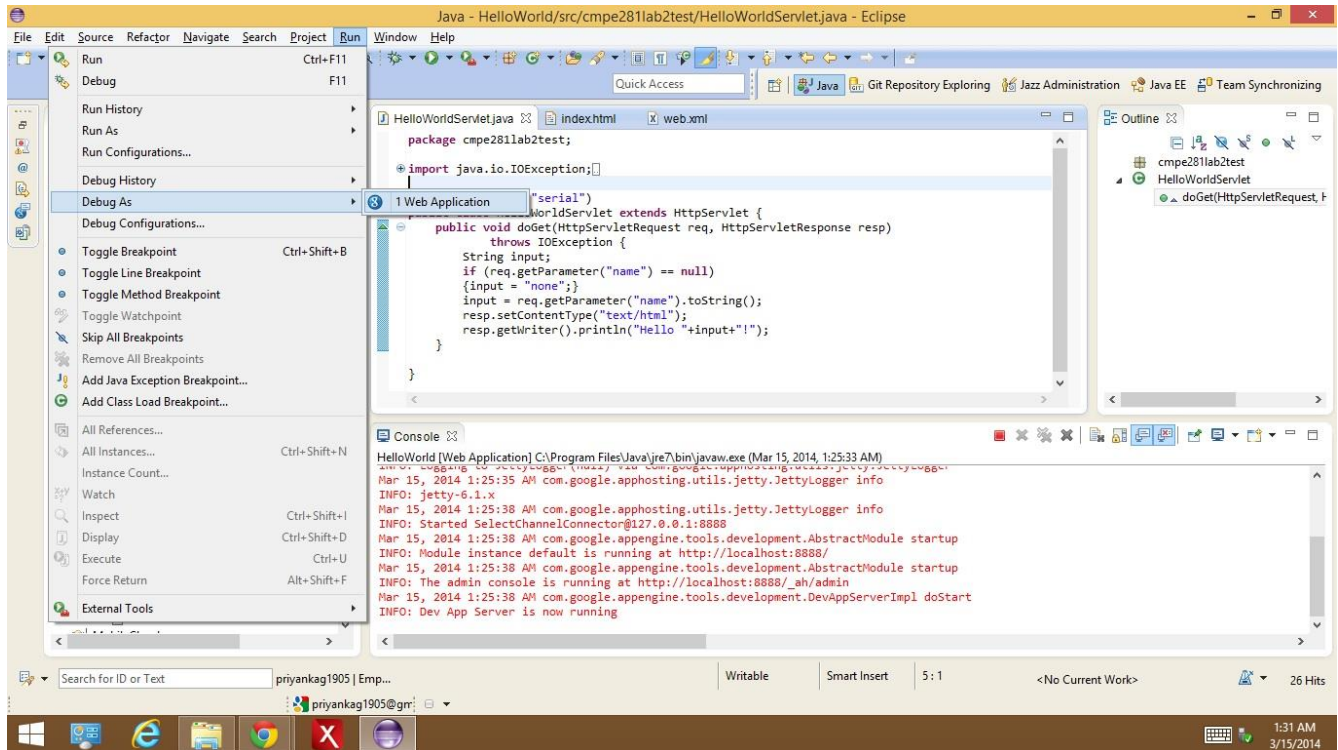 Java - HelloWorld/src/cmpe281lab2test/HelloWorldServlet.java - Eclipse
File Edit Source Refactor Navigate Search Project Run Window Help
Run Ctrl+F11
Debug F11
Run History
Run As
Run Configurations...
Debug History
Debug As
1 Web Application
Debug Configurations...
Toggle Breakpoint Ctrl+Shift+B
Toggle Line Breakpoint
Toggle Method Breakpoint
Toggle Watchpoint
Skip All Breakpoints
Remove All Breakpoints
Add Java Exception Breakpoint...
Add Class Load Breakpoint...
All References...
All Instances... Ctrl+Shift+N
Instance Count...
Watch
Inspect Ctrl+Shift+I
Display Ctrl+Shift+D
Execute Ctrl+U
Force Return Alt+Shift+F
External Tools
Quick Access
Java Git Repository Exploring Jazz Administration Java EE Team Synchronizing
HelloWorldServlet.java index.html web.xml
package cmpe281lab2test;
import java.io.IOException;
"serial")
WorldServlet extends HttpServlet {
public void doGet(HttpServletRequest req, HttpServletResponse resp)
throws IOException {
String input;
if (req.getParameter("name") == null)
{input = "none";}
input = req.getParameter("name").toString();
resp.setContentType("text/html");
resp.getWriter().println("Hello "+input+"!");
}
}
Outline
cmpe281lab2test
HelloWorldServlet
doGet(HttpServletRequest, H
Console
HelloWorld [Web Application] C:\Program Files\Java\jre7\bin\javaw.exe (Mar 15, 2014, 1:25:33 AM)
INFO: Logging to JettyLogger(null) via com.google.apphosting.utils.jetty.JettyLogger
Mar 15, 2014 1:25:35 AM com.google.apphosting.utils.jetty.JettyLogger info
INFO: jetty-6.1.x
Mar 15, 2014 1:25:38 AM com.google.apphosting.utils.jetty.JettyLogger info
INFO: Started SelectChannelConnector@127.0.0.1:8888
Mar 15, 2014 1:25:38 AM com.google.appengine.tools.development.AbstractModule startup
INFO: Module instance default is running at http://localhost:8888/
Mar 15, 2014 1:25:38 AM com.google.appengine.tools.development.AbstractModule startup
INFO: The admin console is running at http://localhost:8888/_ah/admin
Mar 15, 2014 1:25:38 AM com.google.appengine.tools.development.DevAppServerImpl doStart
INFO: Dev App Server is now running
Search for ID or Text priyankag1905 | Emp... Writable Smart Insert 5 : 1 <No Current Work> 26 Hits
priyankag1905@gm
1:31 AM
3/15/2014